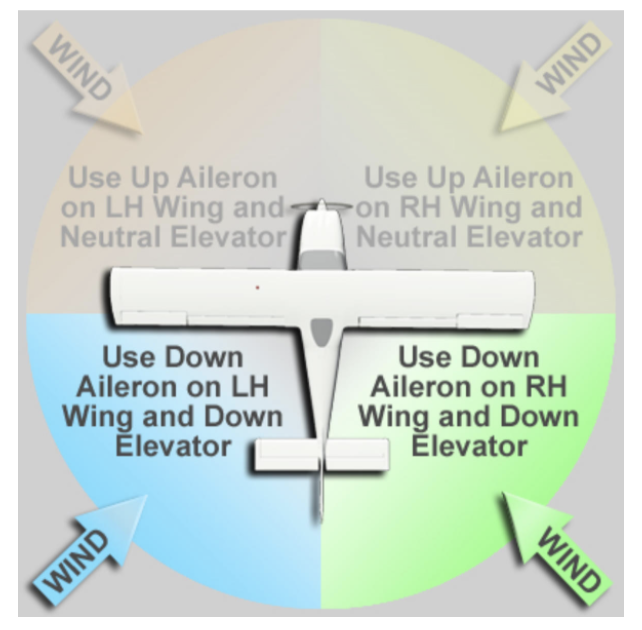 WIND
WIND
Use Up Aileron
on LH Wing and
Neutral Elevator
Use Up Aileron
on RH Wing and
Neutral Elevator
Use Down
Aileron on LH
Wing and Down
Elevator
Use Down
Aileron on RH
Wing and Down
Elevator
WIND
WIND